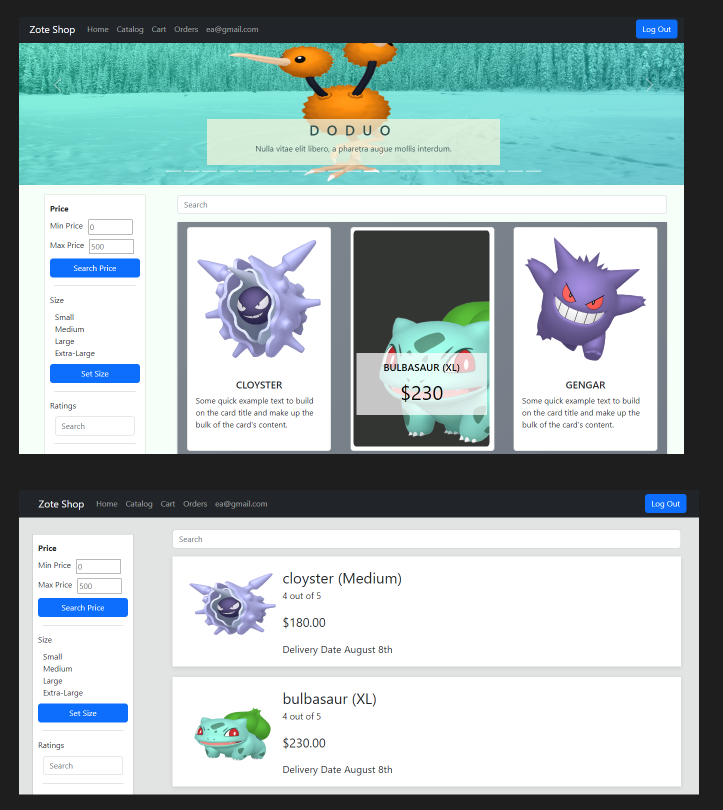 Zote Shop Home Catalog Cart Orders ea@gmail.com Log Out
DODUO
Nulla vitae elit libero, a pharetra augue mollis interdum.
Price
Min Price 0
Max Price 500
Search Price
Size
Small
Medium
Large
Extra-Large
Set Size
Ratings
Search
Search
CLOYSTER
Some quick example text to build
on the card title and make up the
bulk of the card's content.
BULBASAUR (XL)
$230
GENGAR
Some quick example text to build
on the card title and make up the
bulk of the card's content.
Zote Shop Home Catalog Cart Orders ea@gmail.com Log Out
Price
Min Price 0
Max Price 500
Search Price
Size
Small
Medium
Large
Extra-Large
Set Size
Ratings
Search
Search
cloyster (Medium)
4 out of 5
$180.00
Delivery Date August 8th
bulbasaur (XL)
4 out of 5
$230.00
Delivery Date August 8th